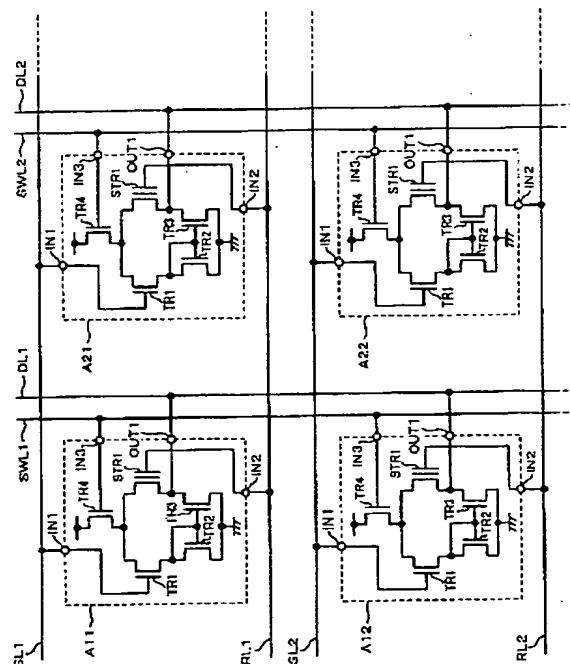 SWL2
DL2
IN1
IN3
TR4
STR1
OUT1
TR1
TR3
TR2
IN2
A21
SWL1
DL1
IN1
IN3
TR4
STR1
OUT1
TR1
TR2
IN2
A11
GL1
RL1
IN1
IN3
TR4
STR1
OUT1
TR1
TR3
TR2
IN2
A22
IN1
IN3
TR4
STR1
OUT1
TR1
TR2
IN2
A12
GL2
RL2